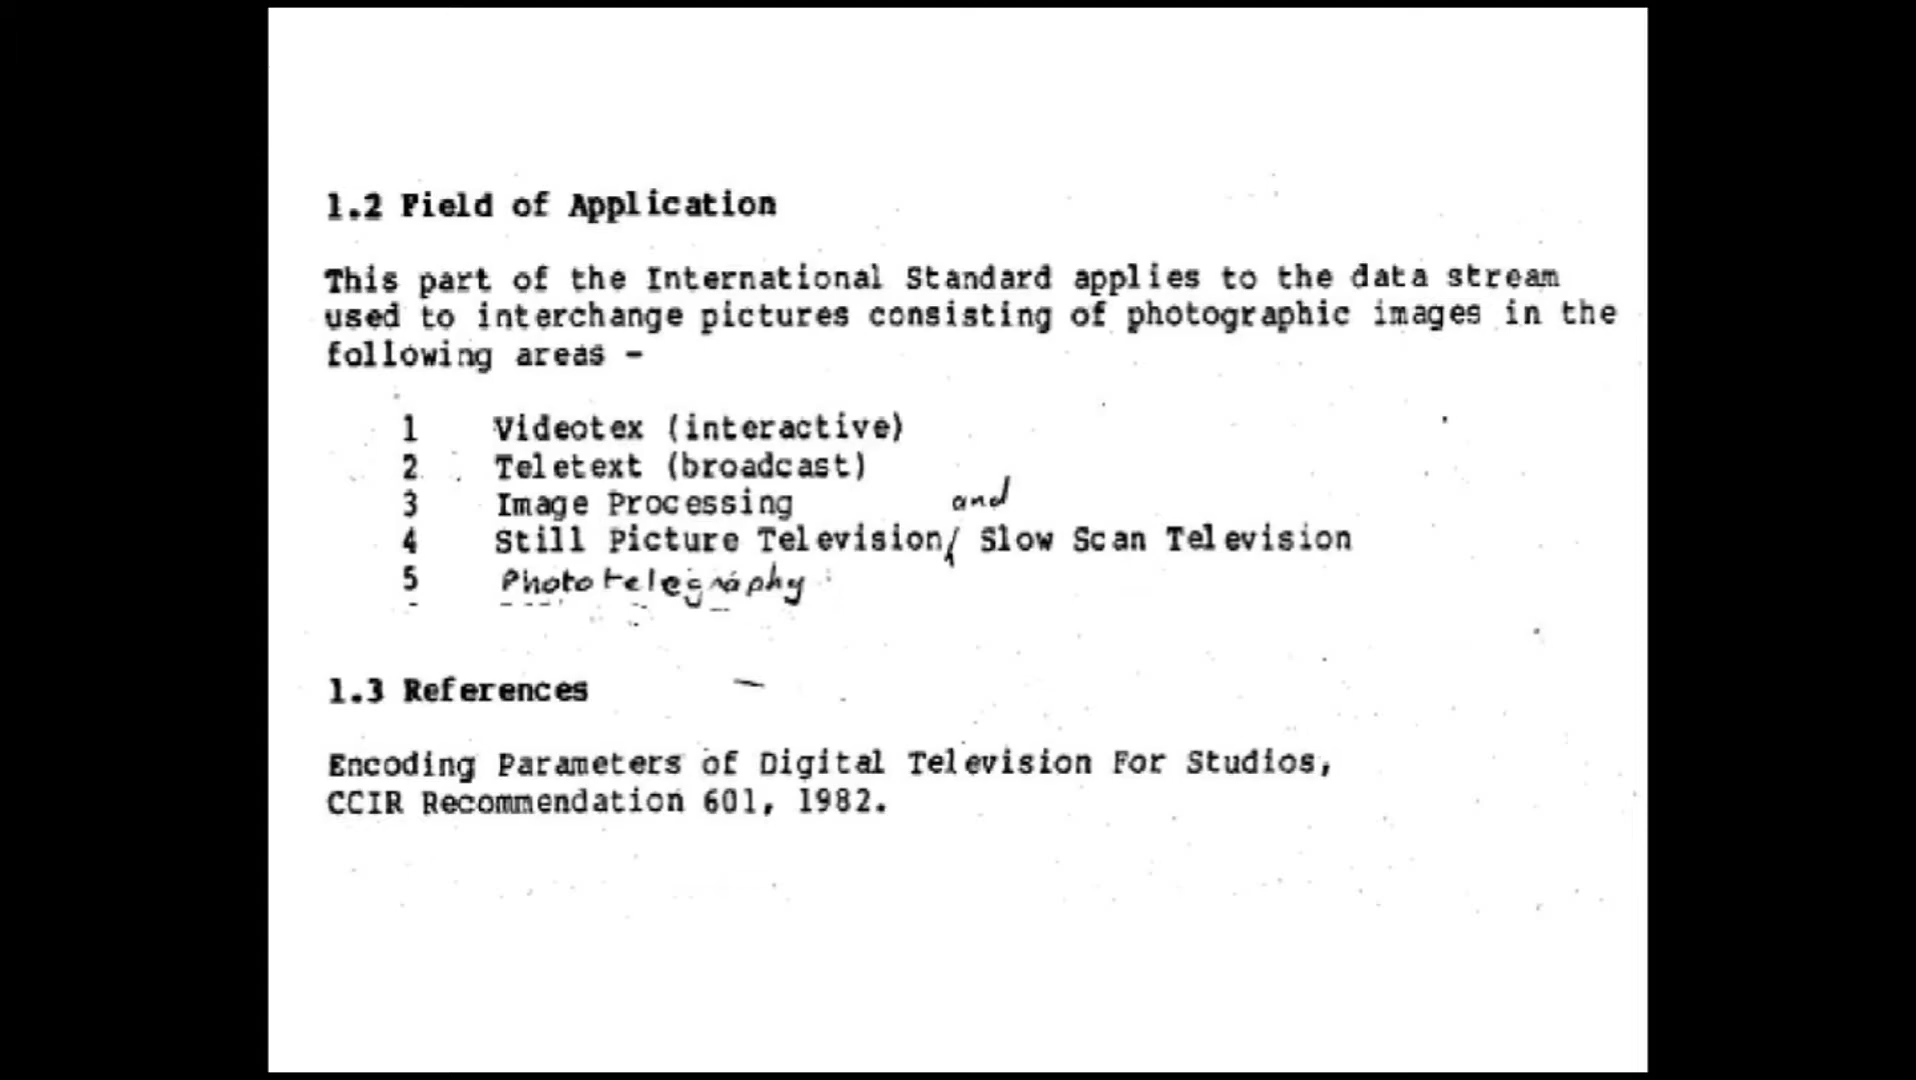 1.2 Field of Application
This part of the International Standard applies to the data stream
used to interchange pictures consisting of photographic images in the
following areas -
1 Videotex (interactive)
2 Teletext (broadcast)
3 Image Processing
and
4 Still Picture Television/ Slow Scan Television
5 Phototelegraphy
1.3 References
Encoding Parameters of Digital Television For Studios,
CCIR Recommendation 601, 1982.